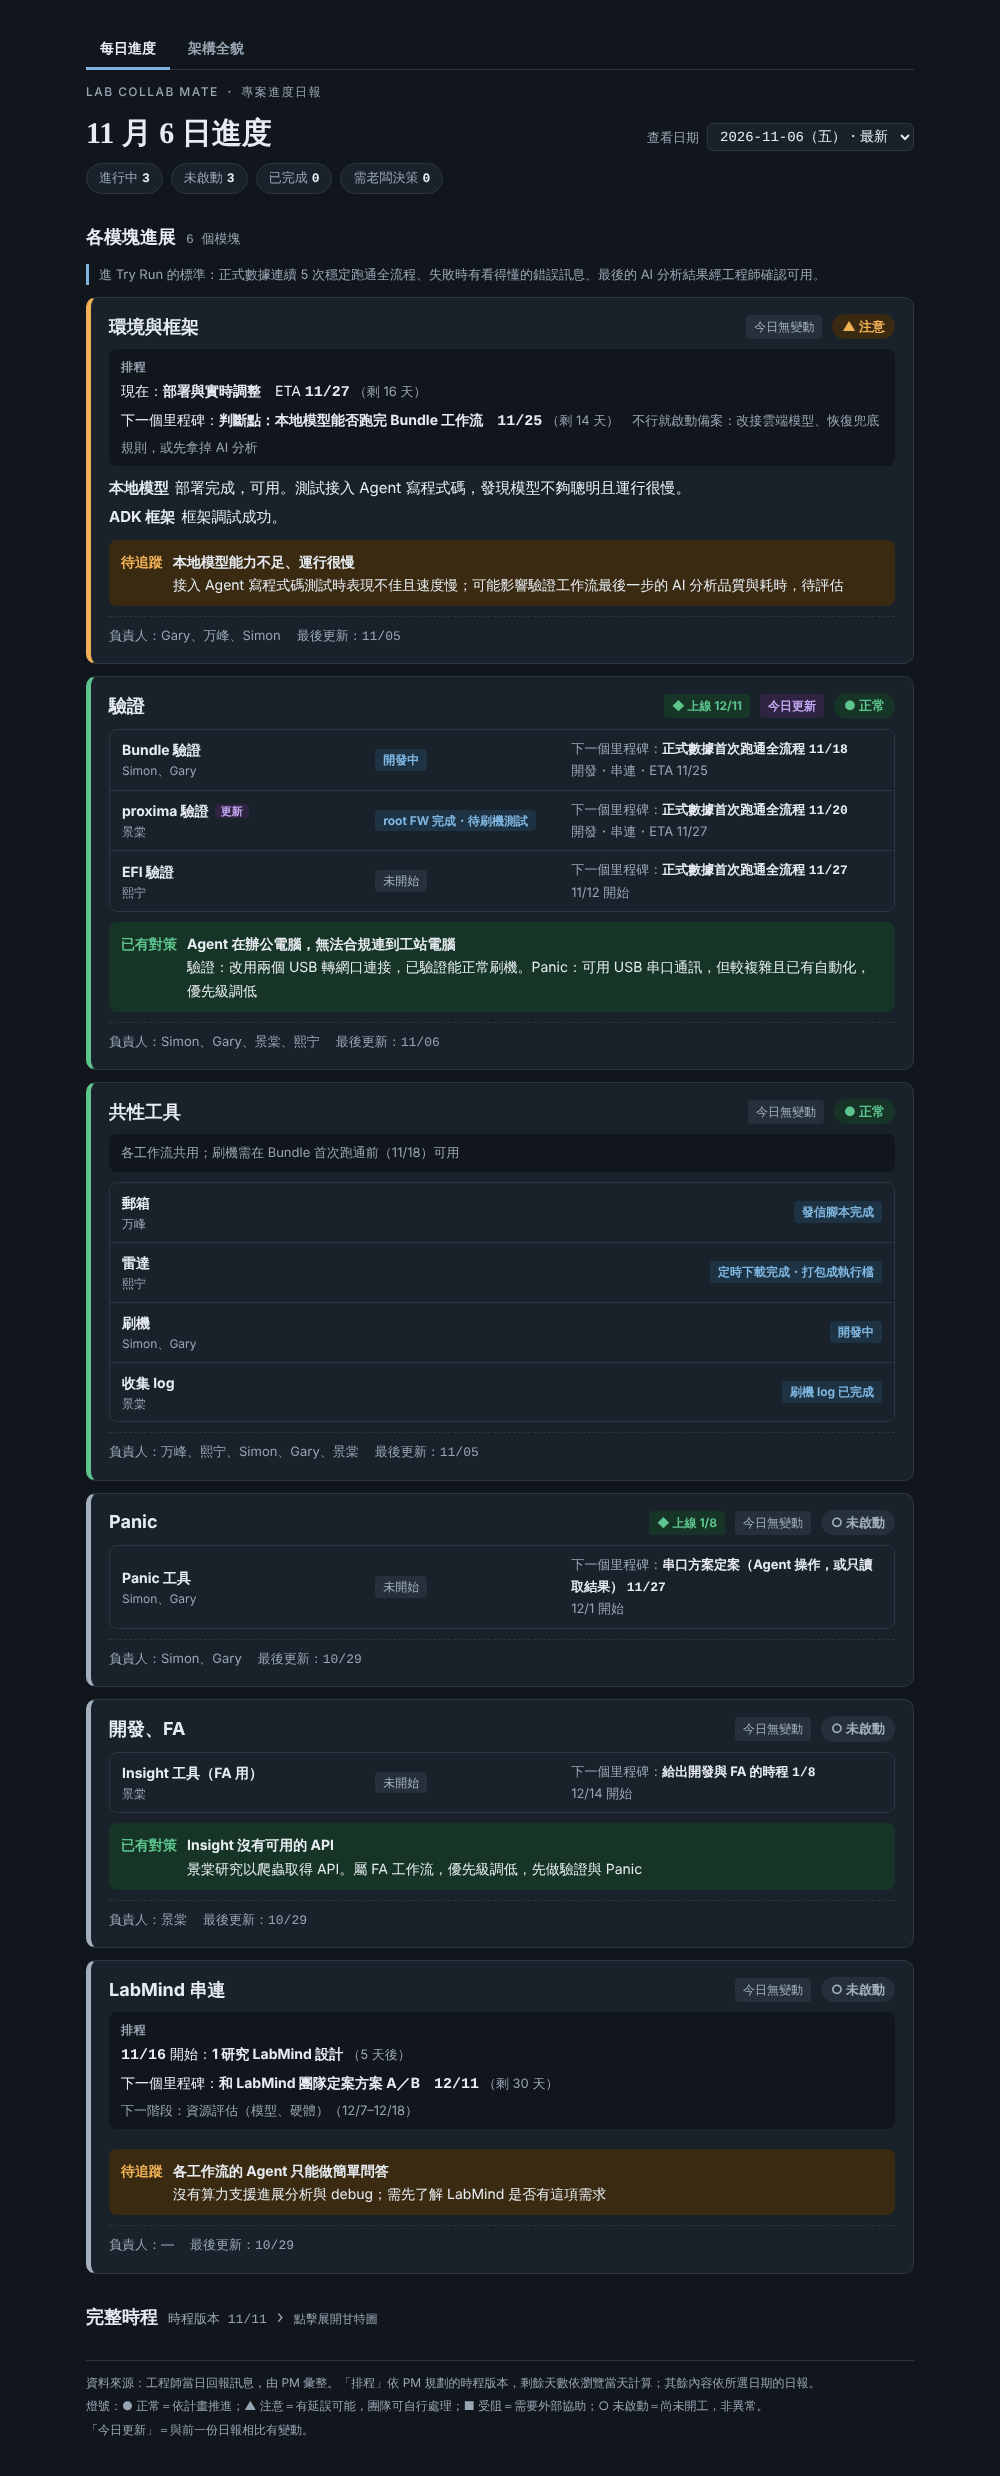 每日進度 架構全貌
LAB COLLAB MATE · 專案進度日報
11 月 6 日進度
查看日期 2026-11-06（五）・最新
進行中 3 未啟動 3 已完成 0 需老闆決策 0
各模塊進展 6 個模塊
進 Try Run 的標準：正式數據連續 5 次穩定跑通全流程、失敗時有看得懂的錯誤訊息、最後的 AI 分析結果經工程師確認可用。
環境與框架 今日無變動 ▲ 注意
排程
現在：部署與實時調整 ETA 11/27 （剩 16 天）
下一個里程碑：判斷點：本地模型能否跑完 Bundle 工作流 11/25 （剩 14 天） 不行就啟動備案：改接雲端模型、恢復兜底
規則，或先拿掉 AI 分析
本地模型 部署完成，可用。測試接入 Agent 寫程式碼，發現模型不夠聰明且運行很慢。
ADK 框架 框架調試成功。
待追蹤 本地模型能力不足、運行很慢
接入 Agent 寫程式碼測試時表現不佳且速度慢；可能影響驗證工作流最後一步的 AI 分析品質與耗時，待評估
負責人：Gary、万峰、Simon 最後更新：11/05
驗證 ◆ 上線 12/11 今日更新 ● 正常
Bundle 驗證
Simon、Gary
開發中
下一個里程碑：正式數據首次跑通全流程 11/18
開發・串連・ETA 11/25
proxima 驗證 更新
景棠
root FW 完成・待刷機測試
下一個里程碑：正式數據首次跑通全流程 11/20
開發・串連・ETA 11/27
EFI 驗證
熙宁
未開始
下一個里程碑：正式數據首次跑通全流程 11/27
11/12 開始
已有對策 Agent 在辦公電腦，無法合規連到工站電腦
驗證：改用兩個 USB 轉網口連接，已驗證能正常刷機。Panic：可用 USB 串口通訊，但較複雜且已有自動化，
優先級調低
負責人：Simon、Gary、景棠、熙宁 最後更新：11/06
共性工具 今日無變動 ● 正常
各工作流共用；刷機需在 Bundle 首次跑通前（11/18）可用
郵箱
万峰
發信腳本完成
雷達
熙宁
定時下載完成・打包成執行檔
刷機
Simon、Gary
開發中
收集 log
景棠
刷機 log 已完成
負責人：万峰、熙宁、Simon、Gary、景棠 最後更新：11/05
Panic ◆ 上線 1/8 今日無變動 ○ 未啟動
Panic 工具
Simon、Gary
未開始
下一個里程碑：串口方案定案（Agent 操作，或只讀
取結果） 11/27
12/1 開始
負責人：Simon、Gary 最後更新：10/29
開發、FA 今日無變動 ○ 未啟動
Insight 工具（FA 用）
景棠
未開始
下一個里程碑：給出開發與 FA 的時程 1/8
12/14 開始
已有對策 Insight 沒有可用的 API
景棠研究以爬蟲取得 API。屬 FA 工作流，優先級調低，先做驗證與 Panic
負責人：景棠 最後更新：10/29
LabMind 串連 今日無變動 ○ 未啟動
排程
11/16 開始：1 研究 LabMind 設計 （5 天後）
下一個里程碑：和 LabMind 團隊定案方案 A／B 12/11 （剩 30 天）
下一階段：資源評估（模型、硬體）（12/7–12/18）
待追蹤 各工作流的 Agent 只能做簡單問答
沒有算力支援進展分析與 debug；需先了解 LabMind 是否有這項需求
負責人：— 最後更新：10/29
完整時程 時程版本 11/11 › 點擊展開甘特圖
資料來源：工程師當日回報訊息，由 PM 彙整。「排程」依 PM 規劃的時程版本，剩餘天數依瀏覽當天計算；其餘內容依所選日期的日報。
燈號：● 正常＝依計畫推進；▲ 注意＝有延誤可能，團隊可自行處理；■ 受阻＝需要外部協助；○ 未啟動＝尚未開工，非異常。
「今日更新」＝與前一份日報相比有變動。